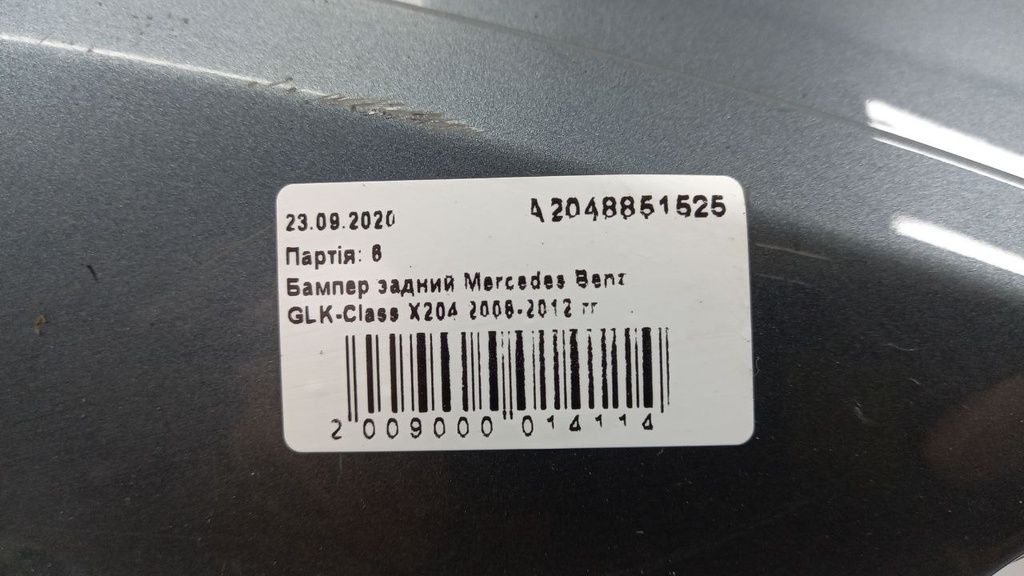 23.09.2020
A2048851525
Партія: 6
Бампер задний Mercedes Benz
GLK-Class X204 2008-2012 гг
2 009000 014114